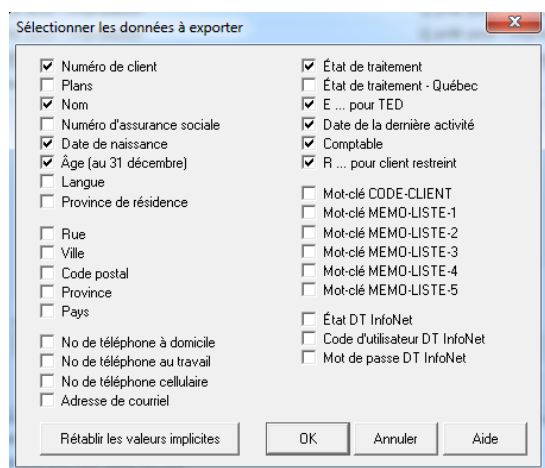 Sélectionner les données à exporter
Numéro de client
Plans
Nom
Numéro d'assurance sociale
Date de naissance
Âge (au 31 décembre)
Langue
Province de résidence
Rue
Ville
Code postal
Province
Pays
No de téléphone à domicile
No de téléphone au travail
No de téléphone cellulaire
Adresse de courriel
État de traitement
État de traitement - Québec
E ... pour TED
Date de la dernière activité
Comptable
R ... pour client restreint
Mot-clé CODE-CLIENT
Mot-clé MEMO-LISTE-1
Mot-clé MEMO-LISTE-2
Mot-clé MEMO-LISTE-3
Mot-clé MEMO-LISTE-4
Mot-clé MEMO-LISTE-5
État DT InfoNet
Code d'utilisateur DT InfoNet
Mot de passe DT InfoNet
Rétablir les valeurs implicites
OK
Annuler
Aide